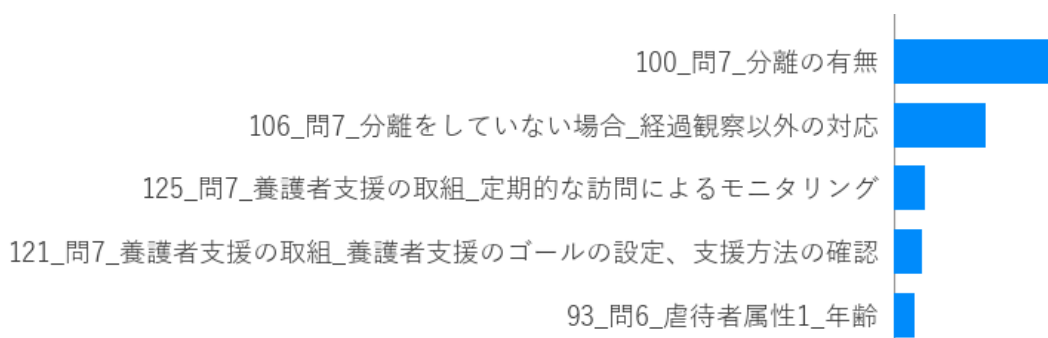 100_問7_分離の有無
106_問7_分離をしていない場合_経過観察以外の対応
125_問7_養護者支援の取組_定期的な訪問によるモニタリング
121_問7_養護者支援の取組_養護者支援のゴールの設定、支援方法の確認
93_問6_虐待者属性1_年齢